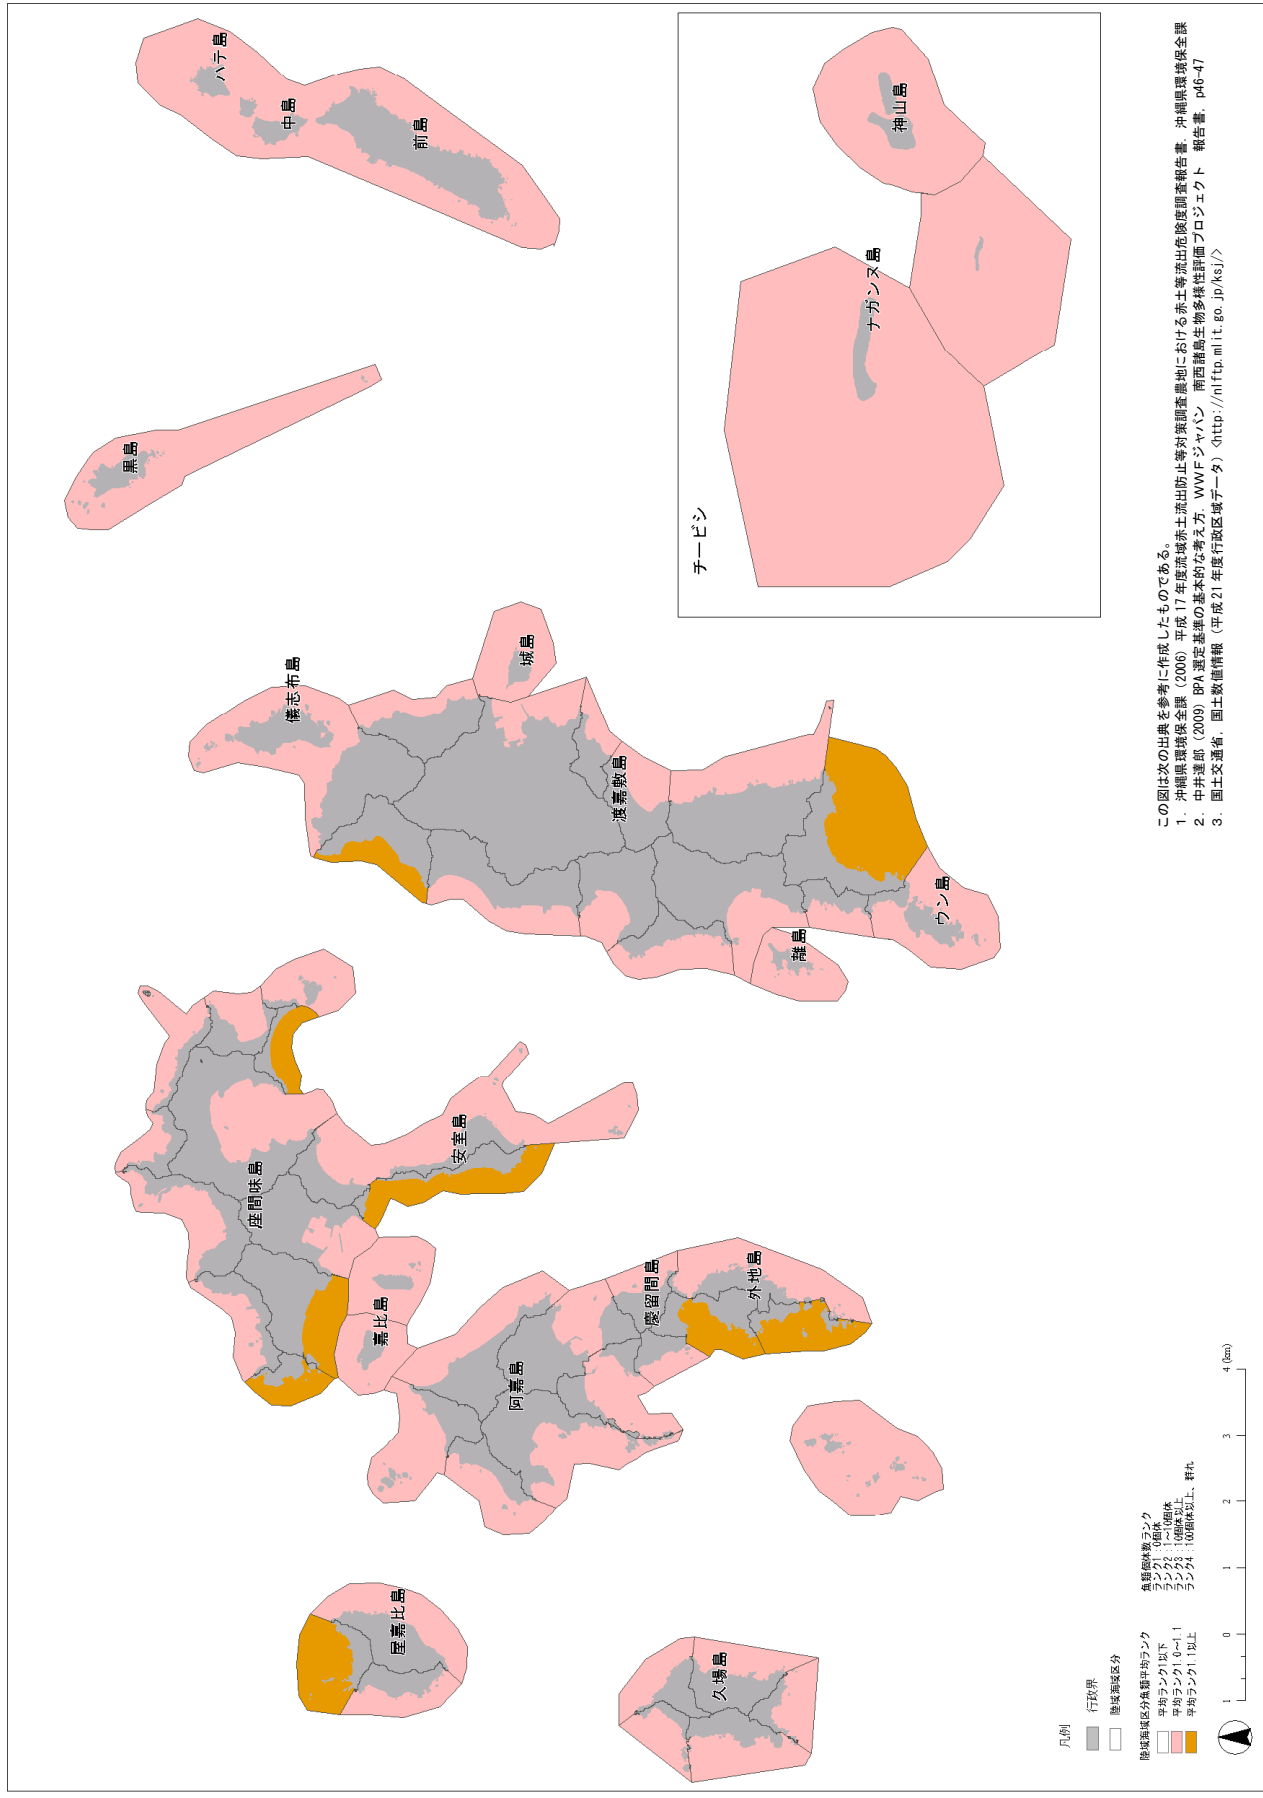 ハテ島
中島
前島
黒島
儀志布島
城島
渡嘉敷島
離島
ウン島
座間味島
安室島
嘉比島
阿嘉島
慶留間島
外地島
屋嘉比島
久場島
チービシ
ナガンヌ島
神山島
凡例
行政界
陸域海域区分
陸域海域区分魚類平均ランク
平均ランク1以下
平均ランク1.0～1.1
平均ランク1.1以上
魚類個体数ランク
ランク1：0個体
ランク2：1～10個体
ランク3：10個体以上
ランク4：100個体以上、群れ
1 0 1 2 3 4 (km)
この図は次の出典を参考に作成したものである。
1. 沖縄県環境保全課 (2006) 平成 17 年度流域赤土流出防止等対策調査農地における赤土等流出危険度調査報告書. 沖縄県環境保全課
2. 中井達郎 (2009) BPA 選定基準の基本的な考え方. WWFジャパン 南西諸島生物多様性評価プロジェクト 報告書, p46-47
3. 国土交通省, 国土数値情報 (平成 21 年度行政区域データ) <http://nlftp.mlit.go.jp/ksj/>